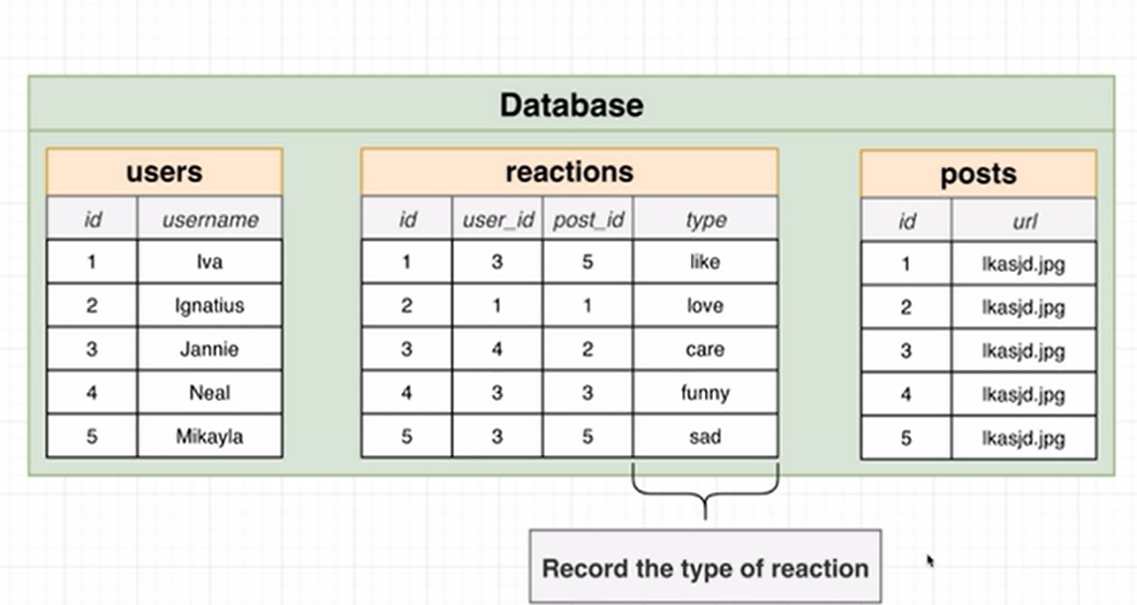 Database
users
reactions
posts
id username
id user_id post_id type
id url
1 Iva
1 3 5 like
1 lkasjd.jpg
2 Ignatius
2 1 1 love
2 lkasjd.jpg
3 Jannie
3 4 2 care
3 lkasjd.jpg
4 Neal
4 3 3 funny
4 lkasjd.jpg
5 Mikayla
5 3 5 sad
5 lkasjd.jpg
Record the type of reaction